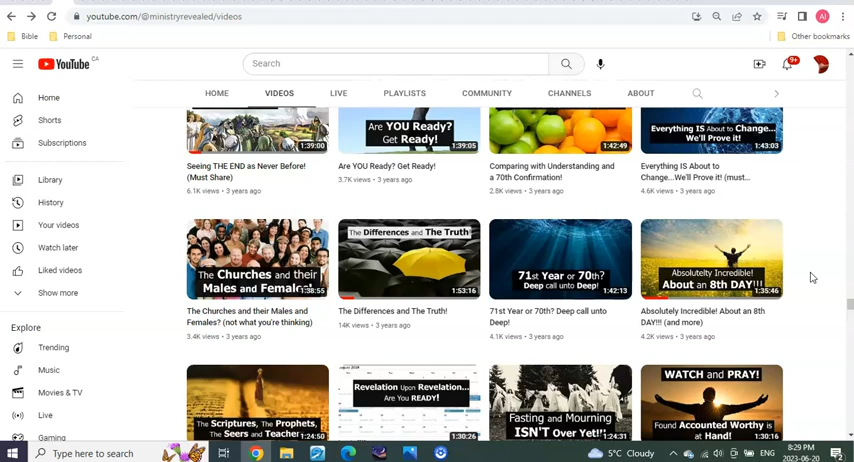 youtube.com/@ministryrevealed/videos
AI
Bible
Personal
Other bookmarks
YouTube CA
Search
9+
HOME
VIDEOS
LIVE
PLAYLISTS
COMMUNITY
CHANNELS
ABOUT
Home
Shorts
Subscriptions
Library
History
Your videos
Watch later
Liked videos
Show more
Explore
Trending
Music
Movies & TV
Live
Gaming
1:39:00
Are YOU Ready?
Get Ready!
1:39:05
1:42:49
Everything IS About to
Change...We'll Prove it!
1:43:03
Seeing THE END as Never Before!
(Must Share)
6.1K views • 3 years ago
Are YOU Ready? Get Ready!
3.7K views • 3 years ago
Comparing with Understanding and
a 70th Confirmation!
2.8K views • 3 years ago
Everything IS About to
Change...We'll Prove it! (must...
4.6K views • 3 years ago
The Churches and their
Males and Females?
1:38:55
The Differences and The Truth
1:53:16
71st Year or 70th?
Deep call unto Deep!
1:42:13
Absolutelty Incredible!
About an 8th DAY!!!
1:35:46
The Churches and their Males and
Females? (not what you're thinking)
3.4K views • 3 years ago
The Differences and The Truth!
14K views • 3 years ago
71st Year or 70th? Deep call unto
Deep!
4.1K views • 3 years ago
Absolutely Incredible! About an 8th
DAY!!! (and more)
4.2K views • 3 years ago
The Scriptures, The Prophets,
The Seers and Teachers
1:24:50
Revelation Upon Revelation...
Are You READY!
1:30:26
Fasting and Mourning
ISN'T Over Yet!
1:24:31
WATCH and PRAY!
Found Accounted Worthy is
at Hand!
1:30:16
Type here to search
5°C Cloudy
ENG
8:29 PM
2023-06-20
2